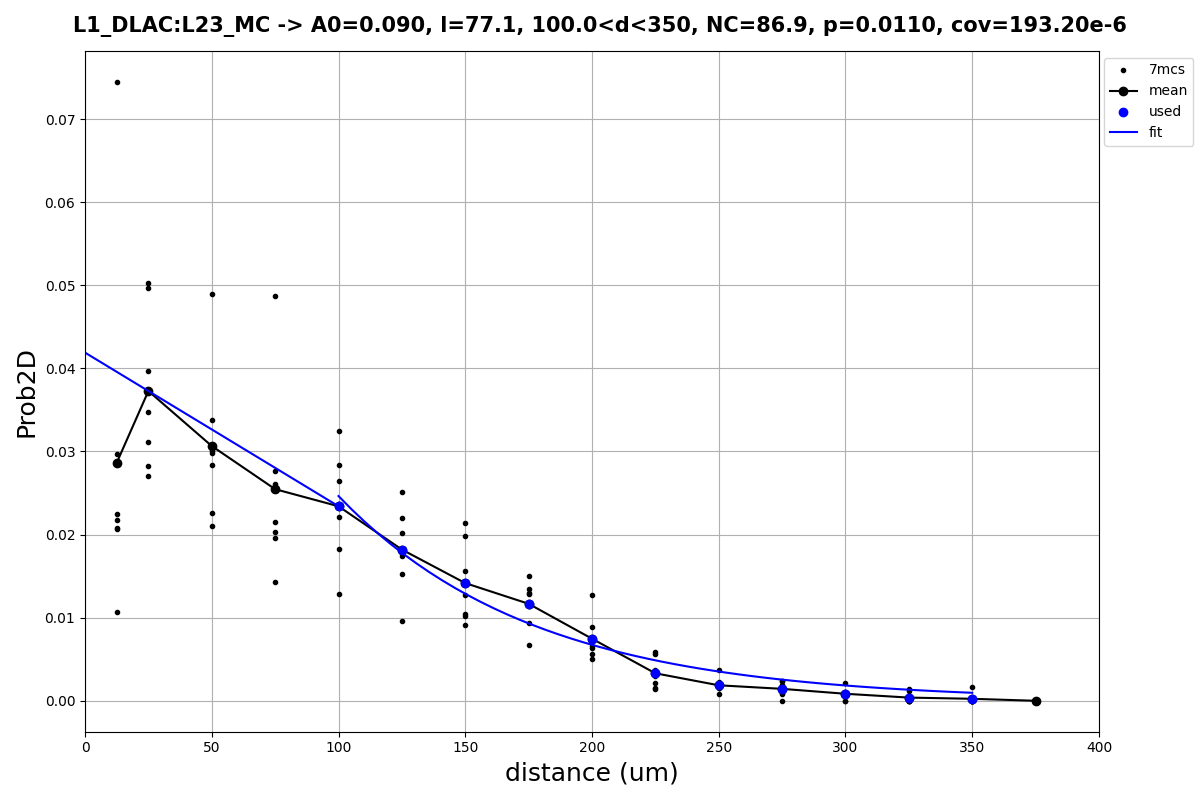 L1_DLAC:L23_MC -> A0=0.090, l=77.1, 100.0<d<350, NC=86.9, p=0.0110, cov=193.20e-6
7mcs
mean
used
fit
0.07
0.06
0.05
0.04
0.03
0.02
0.01
0.00
Prob2D
0 50 100 150 200 250 300 350 400
distance (um)